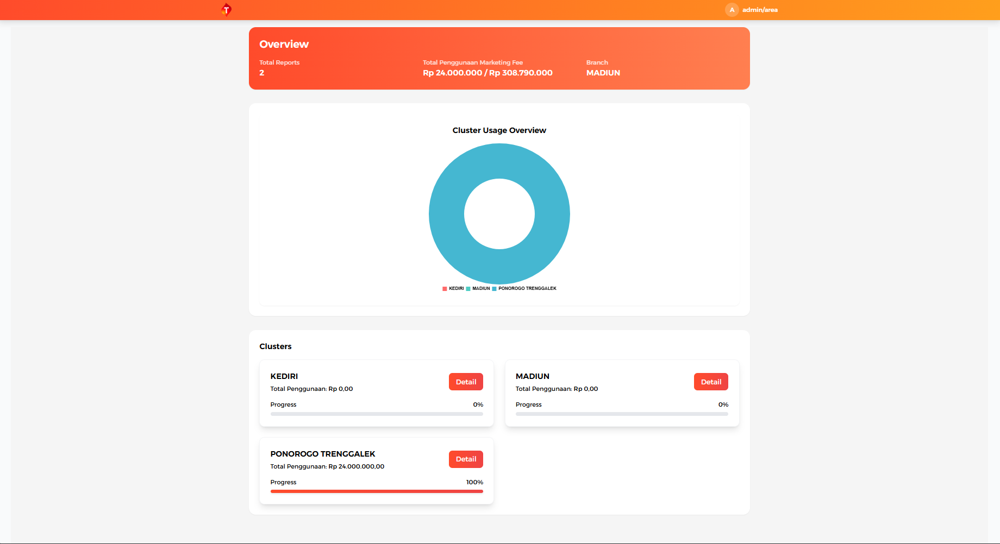 T
A admin/area
Overview
Total Reports
2
Total Penggunaan Marketing Fee
Rp 24.000.000 / Rp 308.790.000
Branch
MADIUN
Cluster Usage Overview
KEDIRI MADIUN PONOROGO TRENGGALEK
Clusters
KEDIRI
Total Penggunaan: Rp 0,00
Detail
Progress 0%
MADIUN
Total Penggunaan: Rp 0,00
Detail
Progress 0%
PONOROGO TRENGGALEK
Total Penggunaan: Rp 24.000.000,00
Detail
Progress 100%